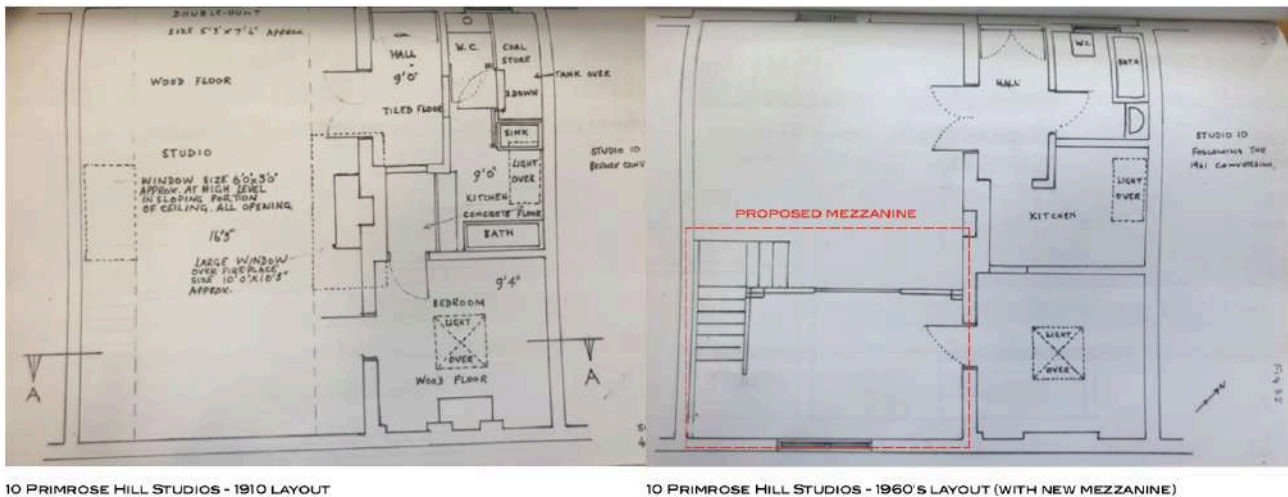 DOUBLE-HUNG
SIZE 5'3" x 7'6" APPROX.
WOOD FLOOR
HALL
9'0"
TILED FLOOR
W.C.
COAL
STORE
TANK OVER
DOWN
SINK
LIGHT
OVER
STUDIO
WINDOW SIZE 6'0"x5'0"
APPROX. AT HIGH LEVEL
IN SLOPING PORTION
OF CEILING. ALL OPENING
16'3"
LARGE WINDOW
OVER FIREPLACE
SIZE 10'0"x10'5"
APPROX.
9'0"
KITCHEN
CONCRETE FLOOR
BATH
9'4"
BEDROOM
LIGHT
OVER
WOOD FLOOR
A
A
STUDIO 10
10 PRIMROSE HILL STUDIOS - 1910 LAYOUT
HALL
W.C.
BATH
STUDIO 10
FOLLOWING THE
1961 CONVERSION
LIGHT
OVER
KITCHEN
PROPOSED MEZZANINE
LIGHT
OVER
N
10 PRIMROSE HILL STUDIOS - 1960'S LAYOUT (WITH NEW MEZZANINE)